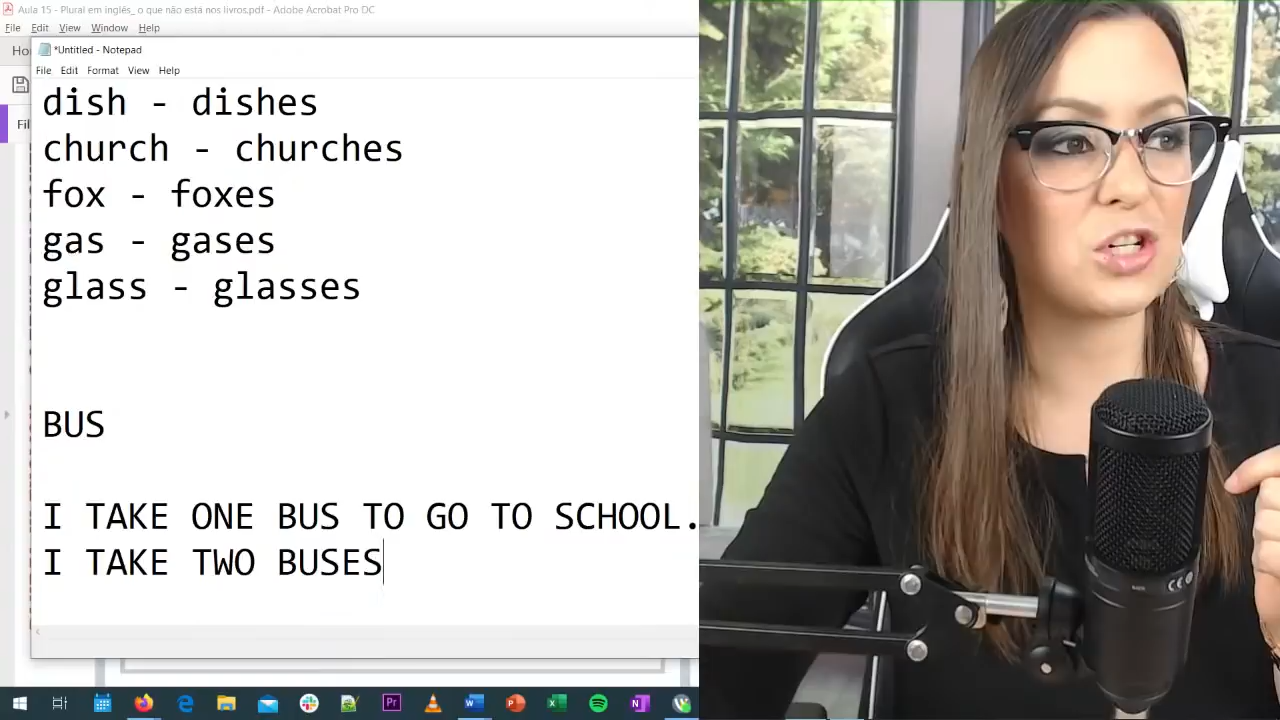 Aula 15 - Plural em inglês_ o que não está nos livros.pdf - Adobe Acrobat Pro DC
File Edit View Window Help
Ho
*Untitled - Notepad
File Edit Format View Help
Fil
dish - dishes
church - churches
fox - foxes
gas - gases
glass - glasses
BUS
I TAKE ONE BUS TO GO TO SCHOOL.
I TAKE TWO BUSES